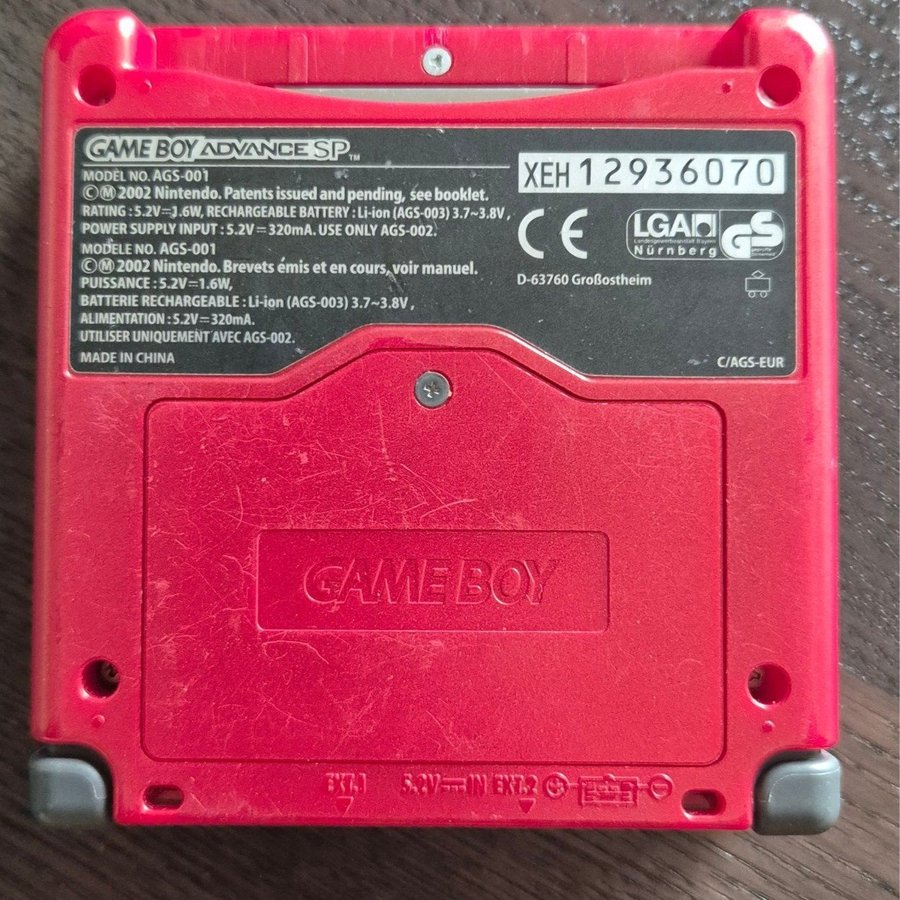 GAME BOY ADVANCE SP™
MODEL NO. AGS-001
©Ⓜ 2002 Nintendo. Patents issued and pending, see booklet.
RATING : 5.2V⎓1.6W, RECHARGEABLE BATTERY : Li-ion (AGS-003) 3.7~3.8V ,
POWER SUPPLY INPUT : 5.2V⎓320mA. USE ONLY AGS-002.
MODELE NO. AGS-001
©Ⓜ 2002 Nintendo. Brevets émis et en cours, voir manuel.
PUISSANCE : 5.2V⎓1.6W,
BATTERIE RECHARGEABLE : Li-ion (AGS-003) 3.7~3.8V ,
ALIMENTATION : 5.2V⎓320mA.
UTILISER UNIQUEMENT AVEC AGS-002.
MADE IN CHINA
XEH 12936070
CE
LGA
Landesgewerbeanstalt Bayern
Nürnberg
GS
D-63760 Großostheim
C/AGS-EUR
GAME BOY
EXT.1 5.2V⎓IN EXT.2